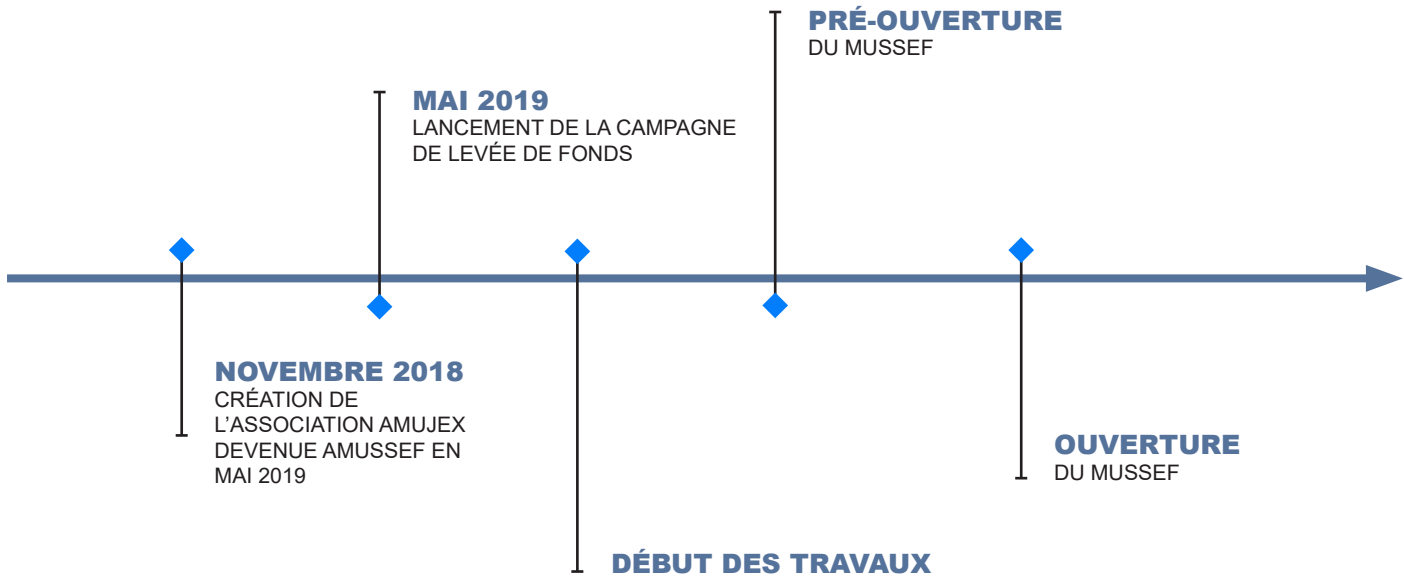 PRÉ-OUVERTURE
DU MUSSEF
MAI 2019
LANCEMENT DE LA CAMPAGNE
DE LEVÉE DE FONDS
NOVEMBRE 2018
CRÉATION DE
L’ASSOCIATION AMUJEX
DEVENUE AMUSSEF EN
MAI 2019
OUVERTURE
DU MUSSEF
DÉBUT DES TRAVAUX